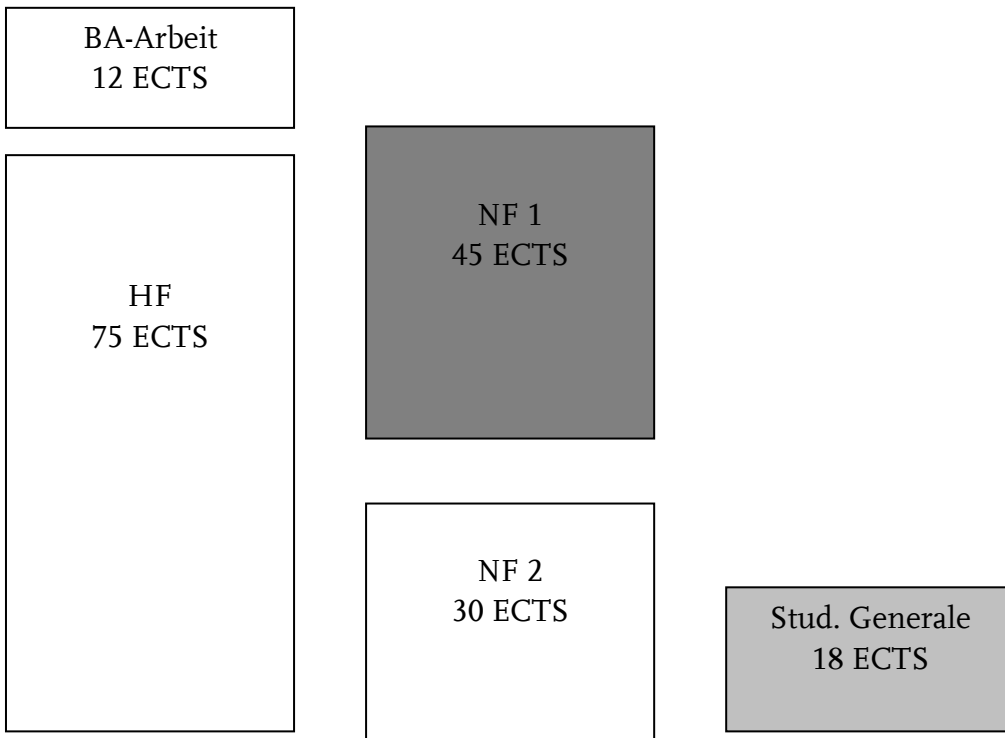 BA-Arbeit
12 ECTS
HF
75 ECTS
NF 1
45 ECTS
NF 2
30 ECTS
Stud. Generale
18 ECTS